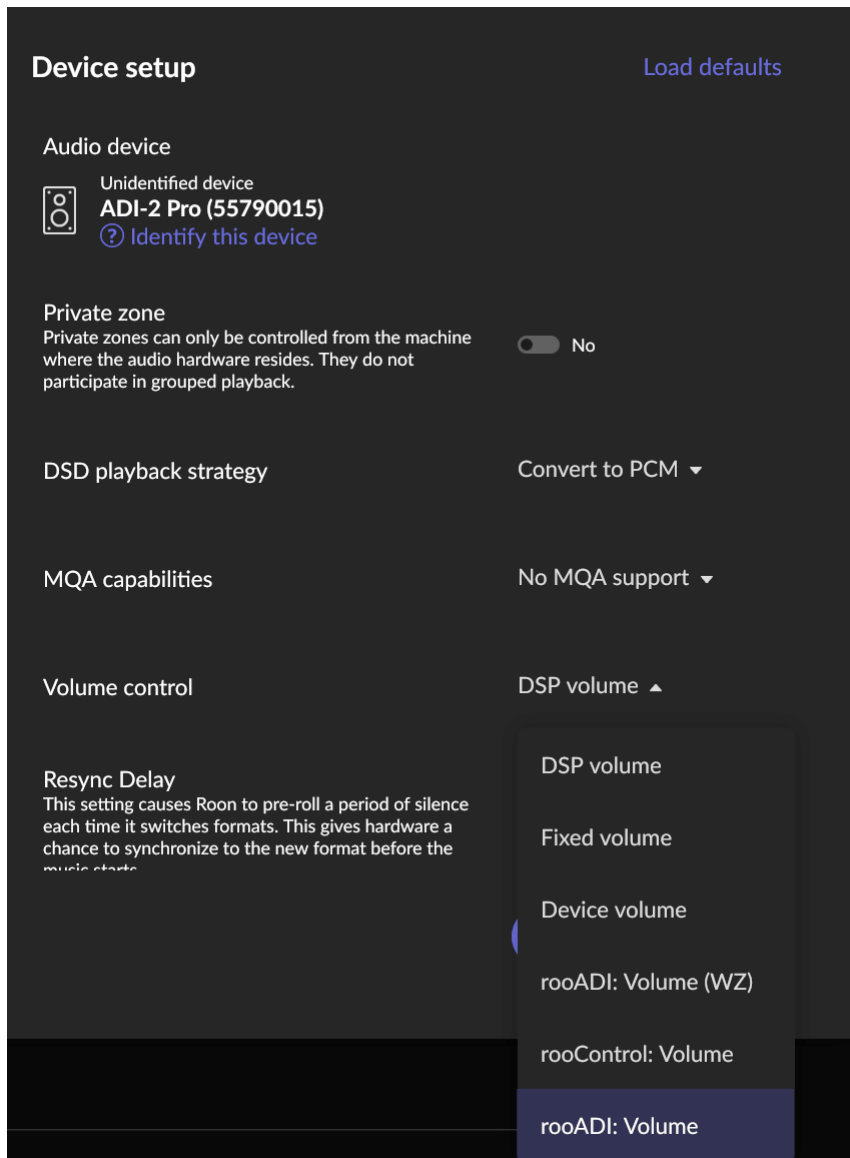 Device setup
Load defaults
Audio device
Unidentified device
ADI-2 Pro (55790015)
? Identify this device
Private zone
Private zones can only be controlled from the machine
where the audio hardware resides. They do not
participate in grouped playback.
No
DSD playback strategy
Convert to PCM
MQA capabilities
No MQA support
Volume control
DSP volume
Resync Delay
This setting causes Roon to pre-roll a period of silence
each time it switches formats. This gives hardware a
chance to synchronize to the new format before the
music starts
DSP volume
Fixed volume
Device volume
rooADI: Volume (WZ)
rooControl: Volume
rooADI: Volume